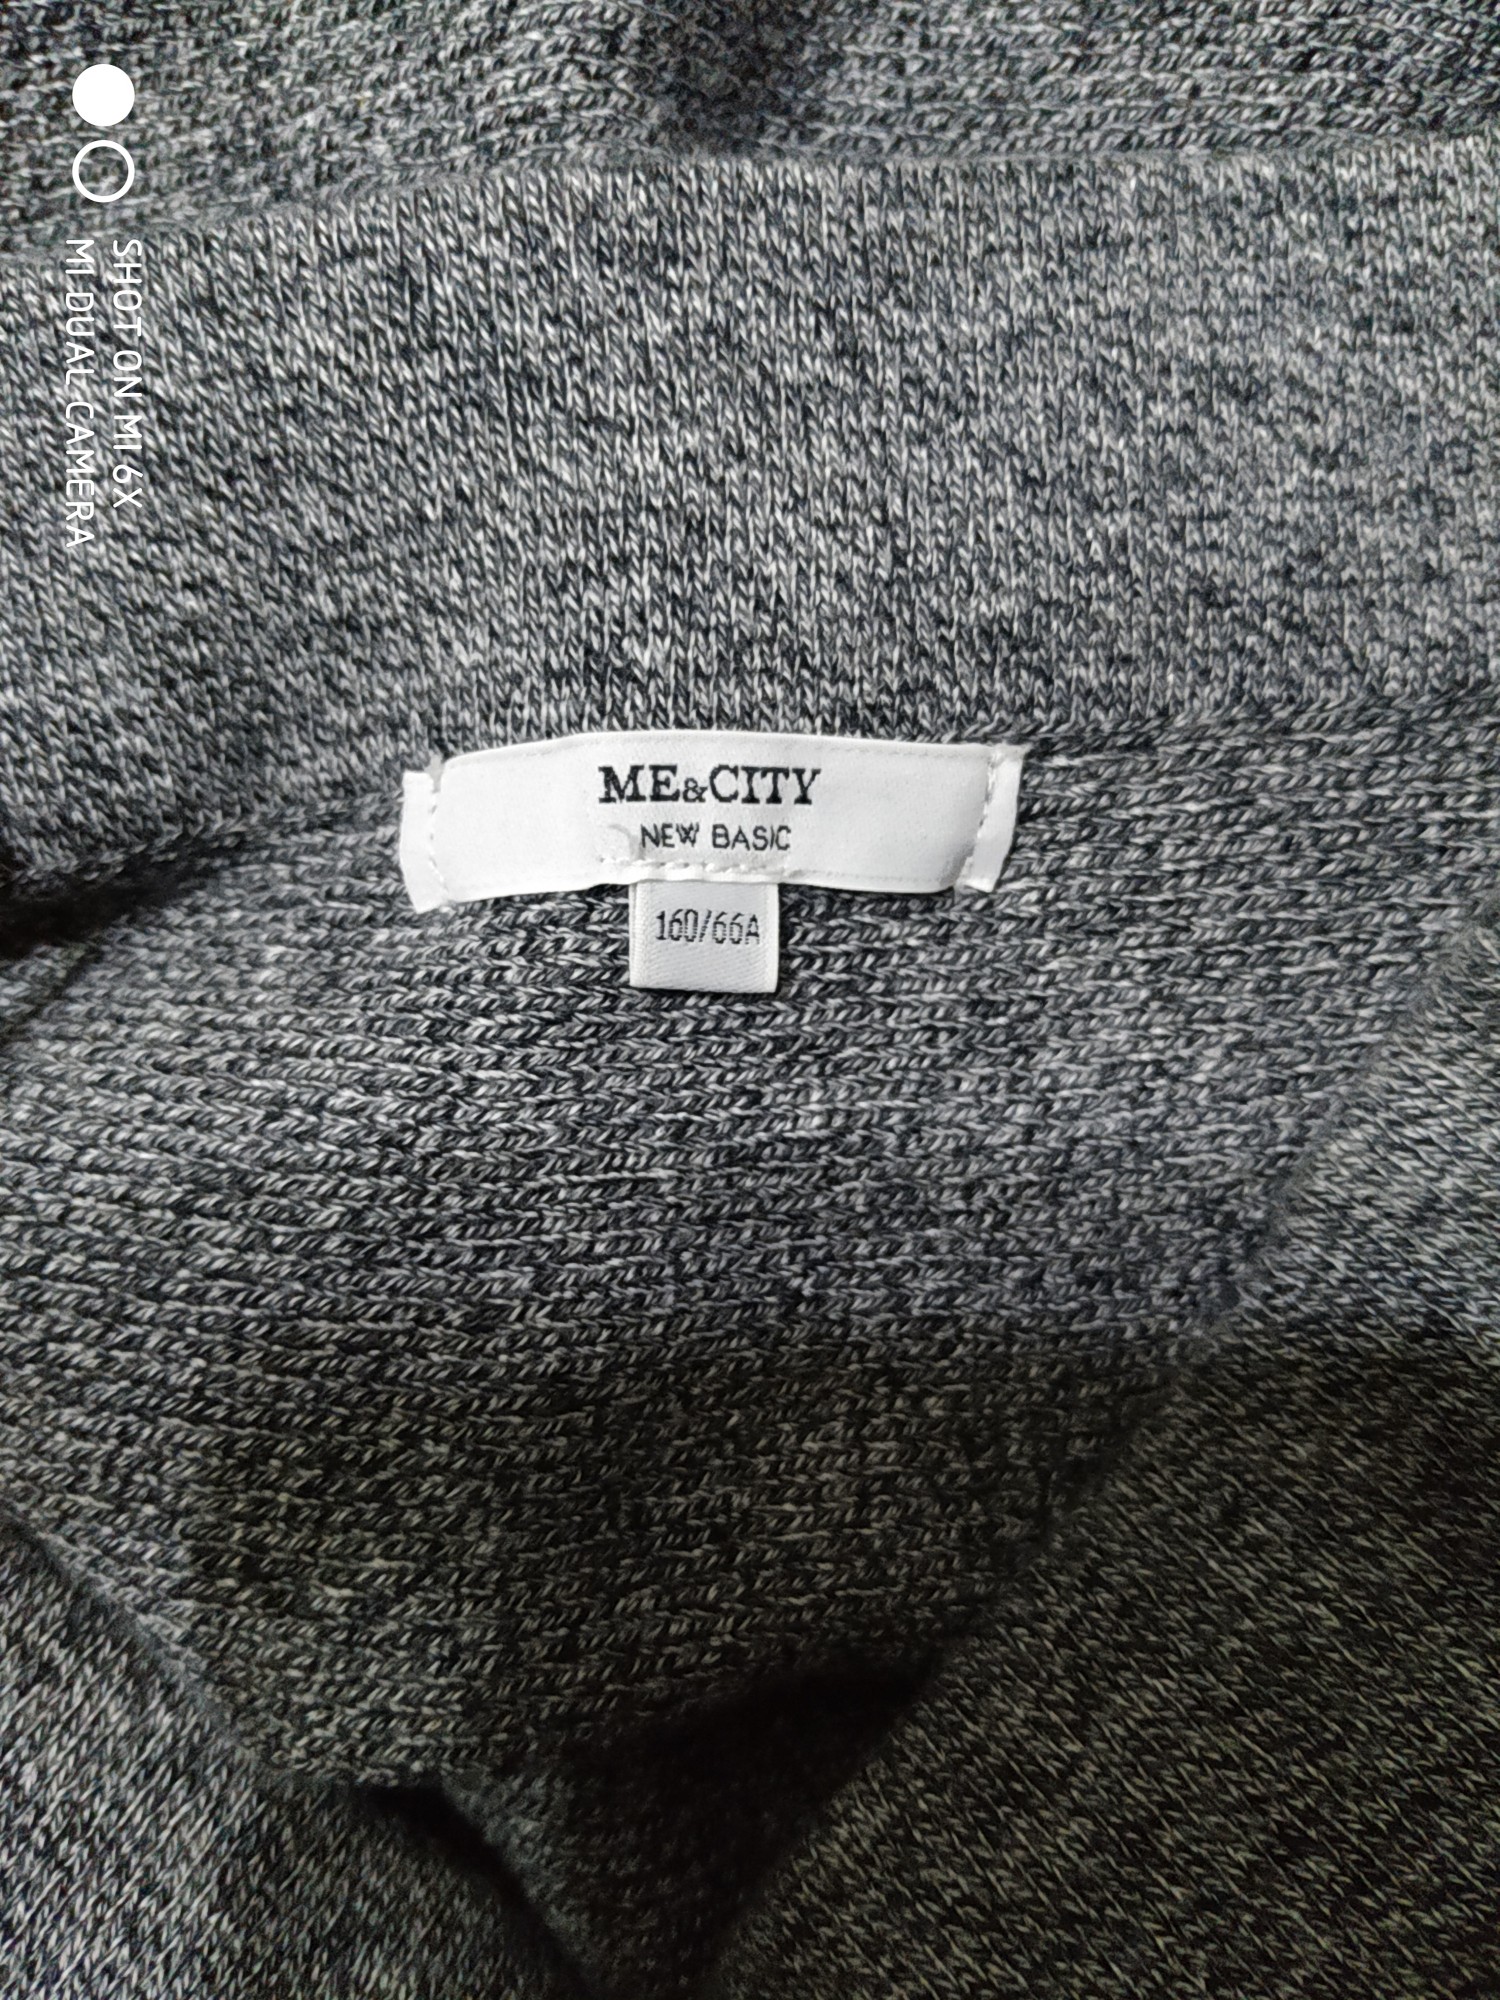 SHOT ON MI 6X
MI DUAL CAMERA
ME&CITY
NEW BASIC
160/66A